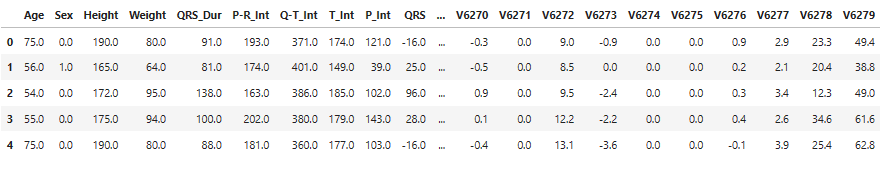 Age Sex Height Weight QRS_Dur P-R_Int Q-T_Int T_Int P_Int QRS ... V6270 V6271 V6272 V6273 V6274 V6275 V6276 V6277 V6278 V6279
0 75.0 0.0 190.0 80.0 91.0 193.0 371.0 174.0 121.0 -16.0 ... -0.3 0.0 9.0 -0.9 0.0 0.0 0.9 2.9 23.3 49.4
1 56.0 1.0 165.0 64.0 81.0 174.0 401.0 149.0 39.0 25.0 ... -0.5 0.0 8.5 0.0 0.0 0.0 0.2 2.1 20.4 38.8
2 54.0 0.0 172.0 95.0 138.0 163.0 386.0 185.0 102.0 96.0 ... 0.9 0.0 9.5 -2.4 0.0 0.0 0.3 3.4 12.3 49.0
3 55.0 0.0 175.0 94.0 100.0 202.0 380.0 179.0 143.0 28.0 ... 0.1 0.0 12.2 -2.2 0.0 0.0 0.4 2.6 34.6 61.6
4 75.0 0.0 190.0 80.0 88.0 181.0 360.0 177.0 103.0 -16.0 ... -0.4 0.0 13.1 -3.6 0.0 0.0 -0.1 3.9 25.4 62.8